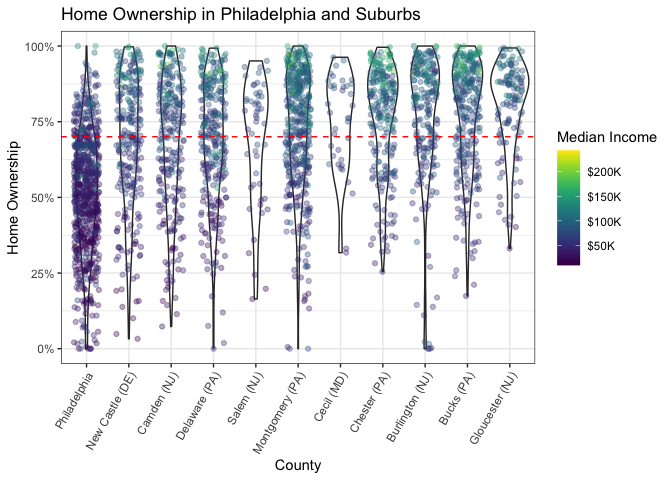 Home Ownership in Philadelphia and Suburbs
100%
75%
50%
25%
0%
Home Ownership
Philadelphia
New Castle (DE)
Camden (NJ)
Delaware (PA)
Salem (NJ)
Montgomery (PA)
Cecil (MD)
Chester (PA)
Burlington (NJ)
Bucks (PA)
Gloucester (NJ)
County
Median Income
$200K
$150K
$100K
$50K